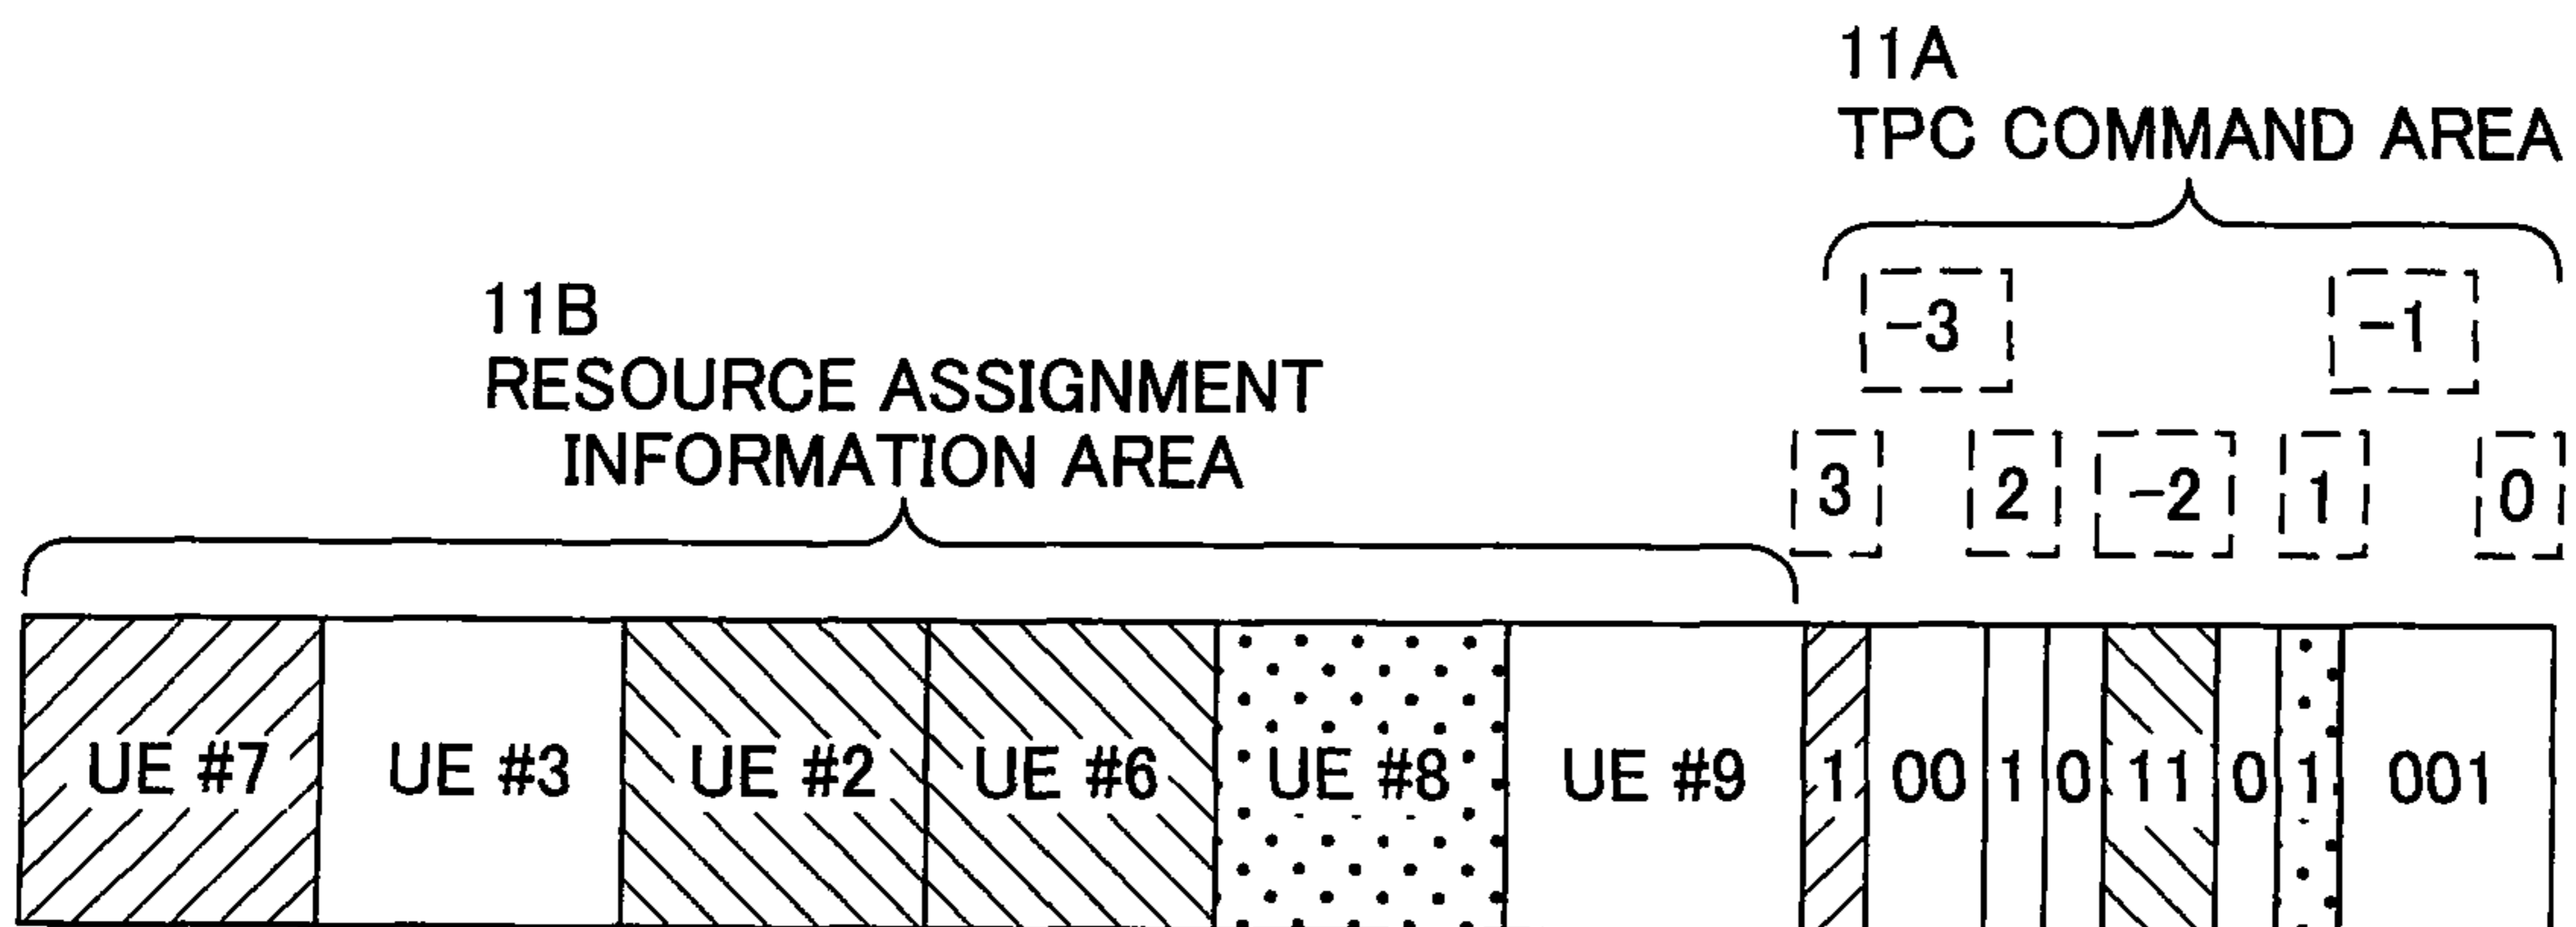 11A
TPC COMMAND AREA
-3 -1
11B
RESOURCE ASSIGNMENT
INFORMATION AREA
3 2 -2 1 0
UE #7 UE #3 UE #2 UE #6 UE #8 UE #9 1 00 1 0 11 0 1 001